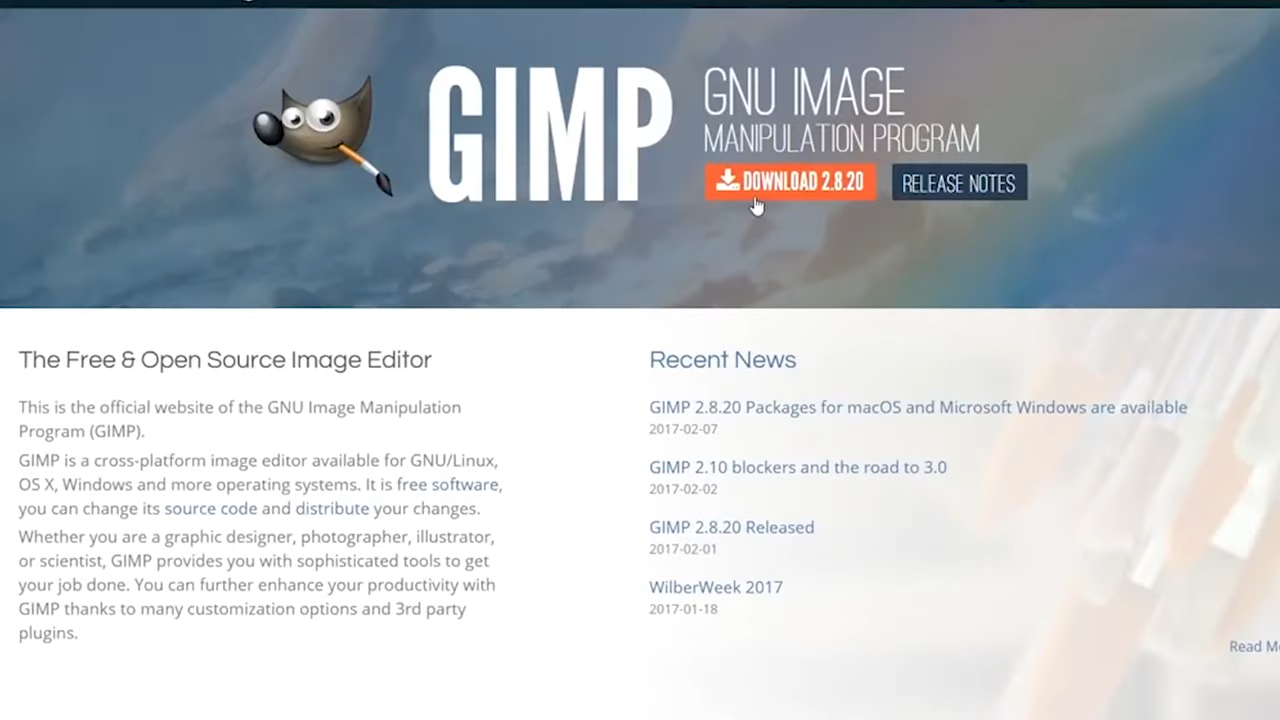 GIMP
GNU IMAGE
MANIPULATION PROGRAM
DOWNLOAD 2.8.20
RELEASE NOTES
The Free & Open Source Image Editor
This is the official website of the GNU Image Manipulation
Program (GIMP).
GIMP is a cross-platform image editor available for GNU/Linux,
OS X, Windows and more operating systems. It is free software,
you can change its source code and distribute your changes.
Whether you are a graphic designer, photographer, illustrator,
or scientist, GIMP provides you with sophisticated tools to get
your job done. You can further enhance your productivity with
GIMP thanks to many customization options and 3rd party
plugins.
Recent News
GIMP 2.8.20 Packages for macOS and Microsoft Windows are available
2017-02-07
GIMP 2.10 blockers and the road to 3.0
2017-02-02
GIMP 2.8.20 Released
2017-02-01
WilberWeek 2017
2017-01-18
Read